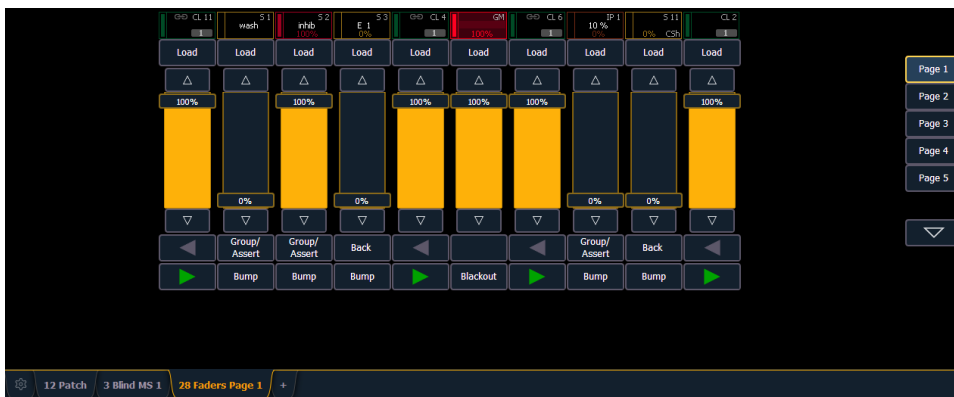 CL 11
1
S 1
wash
S 2
inhib
100%
S 3
E 1
0%
CL 4
1
GM
100%
CL 6
1
IP 1
10 %
0%
S 11
0% CSh
CL 2
1
Load Load Load Load Load Load Load Load Load Load
100% 100% 100% 100% 100% 100%
0% 0% 0% 0%
Group/
Assert
Group/
Assert
Back
Group/
Assert
Back
Bump Bump Bump Blackout Bump Bump
Page 1
Page 2
Page 3
Page 4
Page 5
12 Patch 3 Blind MS 1 28 Faders Page 1 +